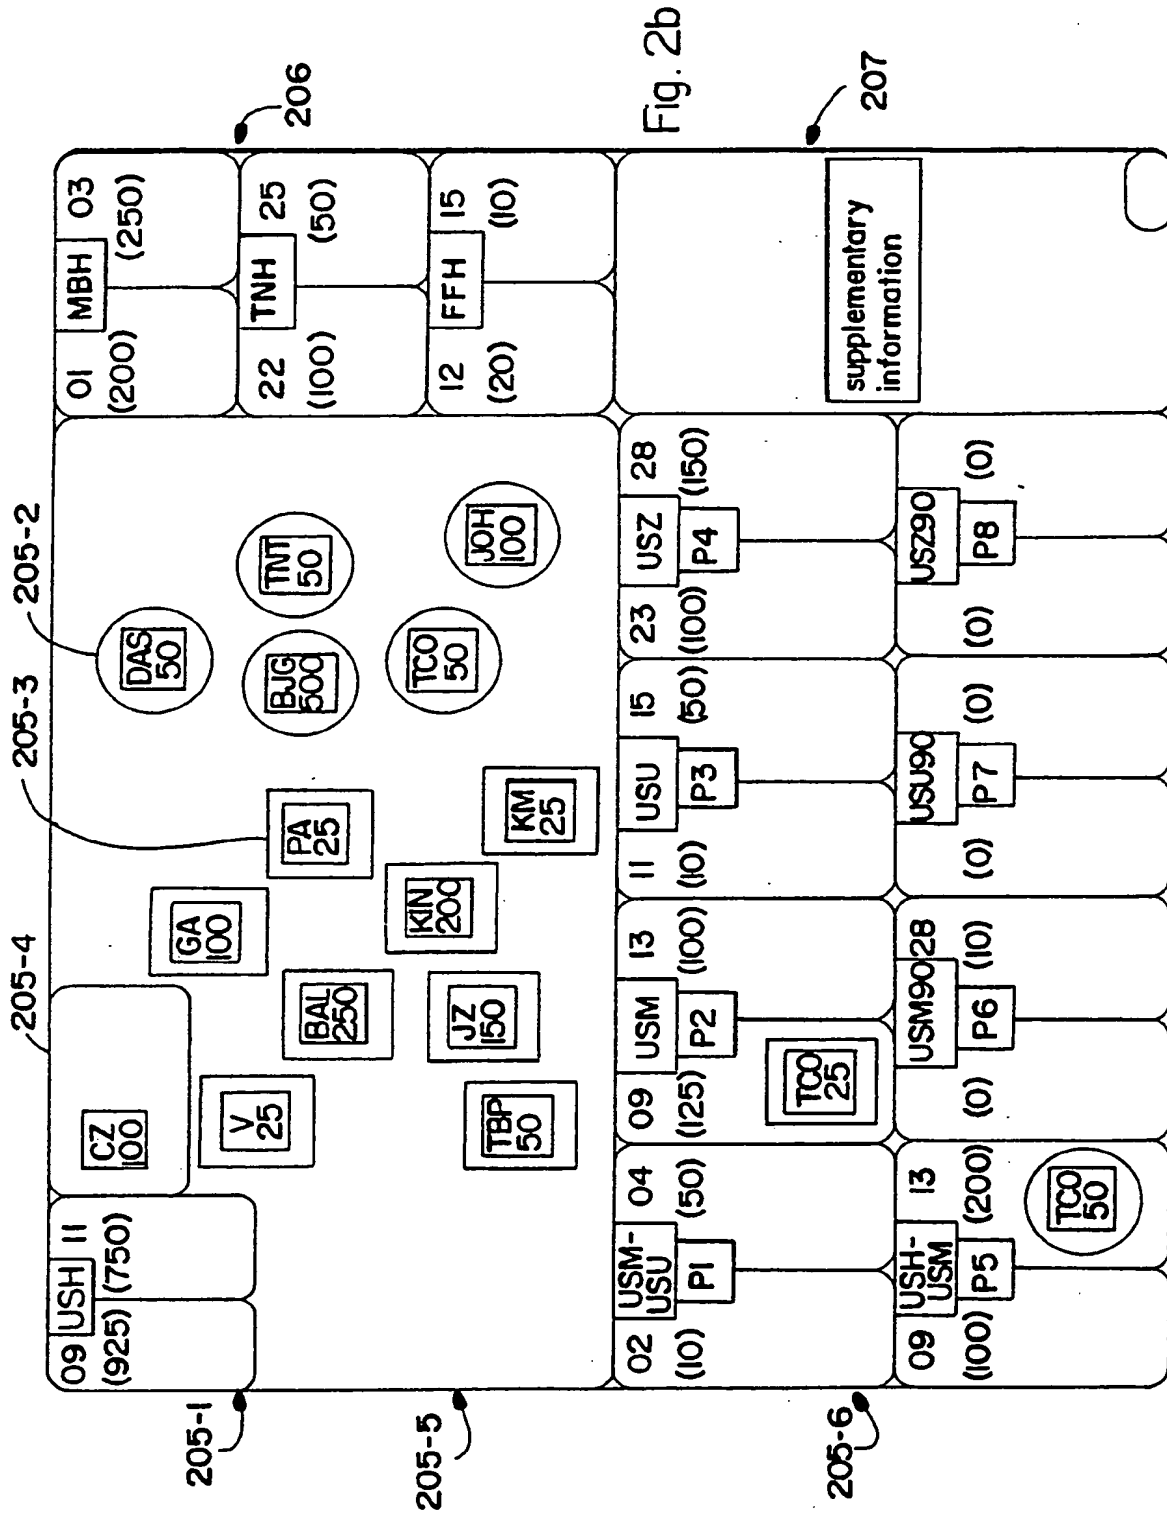 205-4
205-3
205-2
205-1
205-5
205-6
206
207
Fig. 2b
09 USH 11
(925) (750)
CZ
100
GA
100
PA
25
DAS
50
V
25
BAL
250
BJG
500
TNT
50
KIN
200
TCO
50
JZ
150
TBP
50
KM
25
JOH
100
01 MBH 03
(200) (250)
22 TNH 25
(100) (50)
12 FFH 15
(20) (10)
02 USM- 04
USU
(10) P1 (50)
09 USM 13
(125) P2 (100)
TCO
25
11 USU 15
(10) P3 (50)
23 USZ 28
(100) P4 (150)
09 USH- 13
USM
(100) P5 (200)
TCO
50
USM90 28
(0) P6 (10)
USU90
(0) P7 (0)
USZ90
(0) P8 (0)
supplementary
information